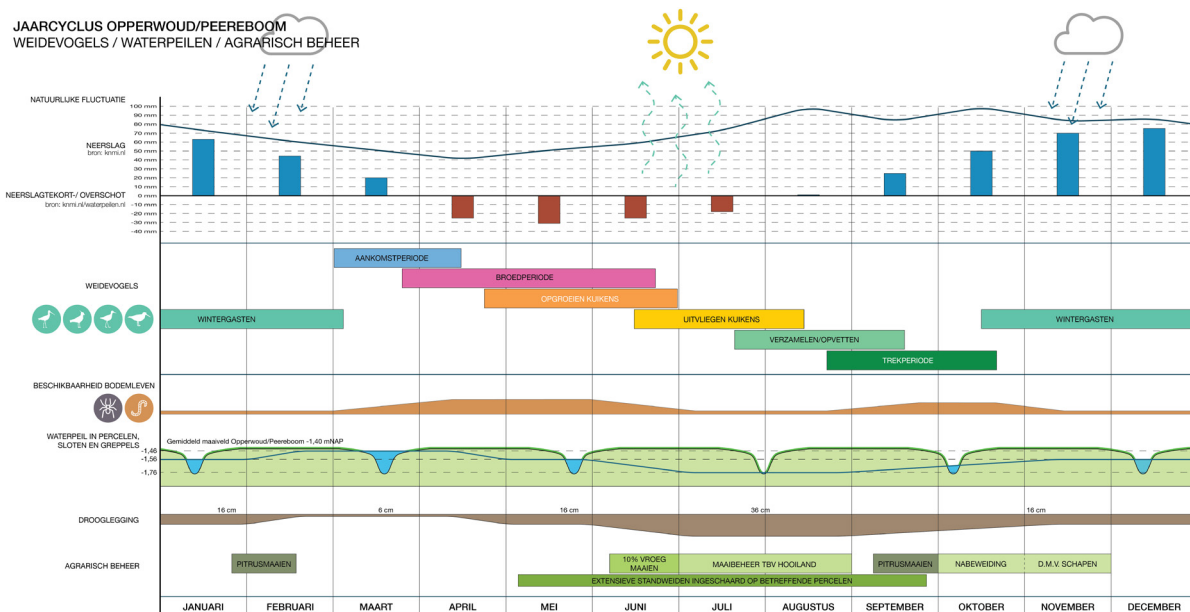 JAARCYCLUS OPPERWOUD/PEEREBOOM
WEIDEVOGELS / WATERPEILEN / AGRARISCH BEHEER
NATUURLIJKE FLUCTUATIE
100 mm
90 mm
80 mm
70 mm
60 mm
50 mm
40 mm
30 mm
20 mm
10 mm
0 mm
-10 mm
-20 mm
-30 mm
-40 mm
NEERSLAG
bron: knmi.nl
NEERSLAGTEKORT-/ OVERSCHOT
bron: knmi.nl/waterpeilen.nl
WEIDEVOGELS
AANKOMSTPERIODE
BROEDPERIODE
OPGROEIEN KUIKENS
WINTERGASTEN
UITVLIEGEN KUIKENS
WINTERGASTEN
VERZAMELEN/OPVETTEN
TREKPERIODE
BESCHIKBAARHEID BODEMLEVEN
WATERPEIL IN PERCELEN,
SLOTEN EN GREPPELS
Gemiddeld maaiveld Opperwoud/Peereboom -1,40 mNAP
-1,46
-1,56
-1,76
DROOGLEGGING
16 cm
6 cm
16 cm
36 cm
16 cm
AGRARISCH BEHEER
PITRUSMAAIEN
10% VROEG
MAAIEN
MAAIBEHEER TBV HOOILAND
PITRUSMAAIEN
NABEWEIDING
D.M.V. SCHAPEN
EXTENSIEVE STANDWEIDEN INGESCHAARD OP BETREFFENDE PERCELEN
JANUARI
FEBRUARI
MAART
APRIL
MEI
JUNI
JULI
AUGUSTUS
SEPTEMBER
OKTOBER
NOVEMBER
DECEMBER